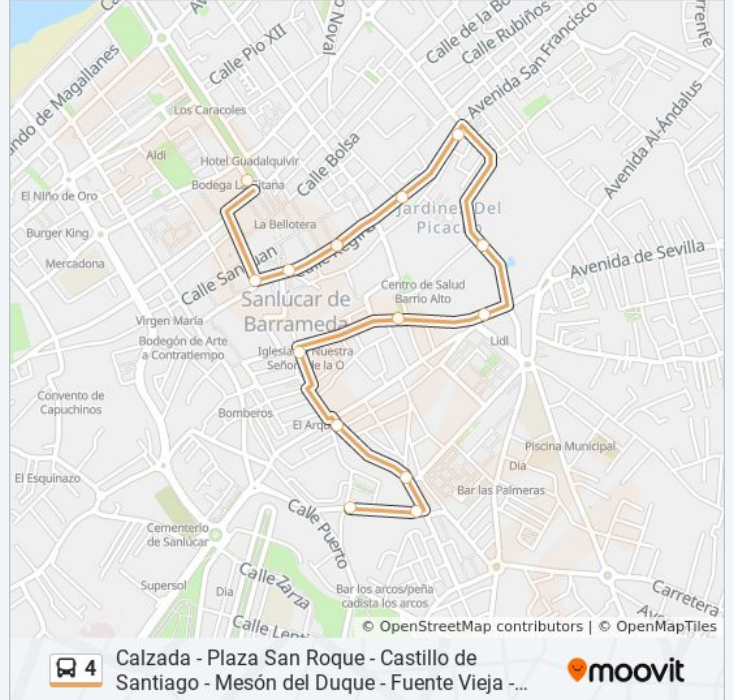 Calle Pío XII
Calle de la Bo
Calle Rubiños
Avenida San Francisco
Los Caracoles
Aldi
Hotel Guadalquivir
Bodega La Gitana
Calle Bolsa
Avenida Al-Ándalus
El Niño de Oro
Burger King
Mercadona
La Bellotera
Jardines Del
Calle San Juan
Avenida de Sevilla
Centro de Salud
Barrio Alto
Sanlúcar de
Barrameda
Virgen María
Bodegón de Arte
a Contratiempo
Lidl
Convento de
Capuchinos
Bomberos
Piscina Municipal
Dia
El Esquinazo
Bar las Palmeras
Calle Puerto
Cementerio
de Sanlúcar
Supersol
Dia
Calle Zarza
Bar los arcos/peña
cadista los arcos
Carretera
© OpenStreetMap contributors | © OpenMapTiles
4
Calzada - Plaza San Roque - Castillo de
Santiago - Mesón del Duque - Fuente Vieja -...
moovit